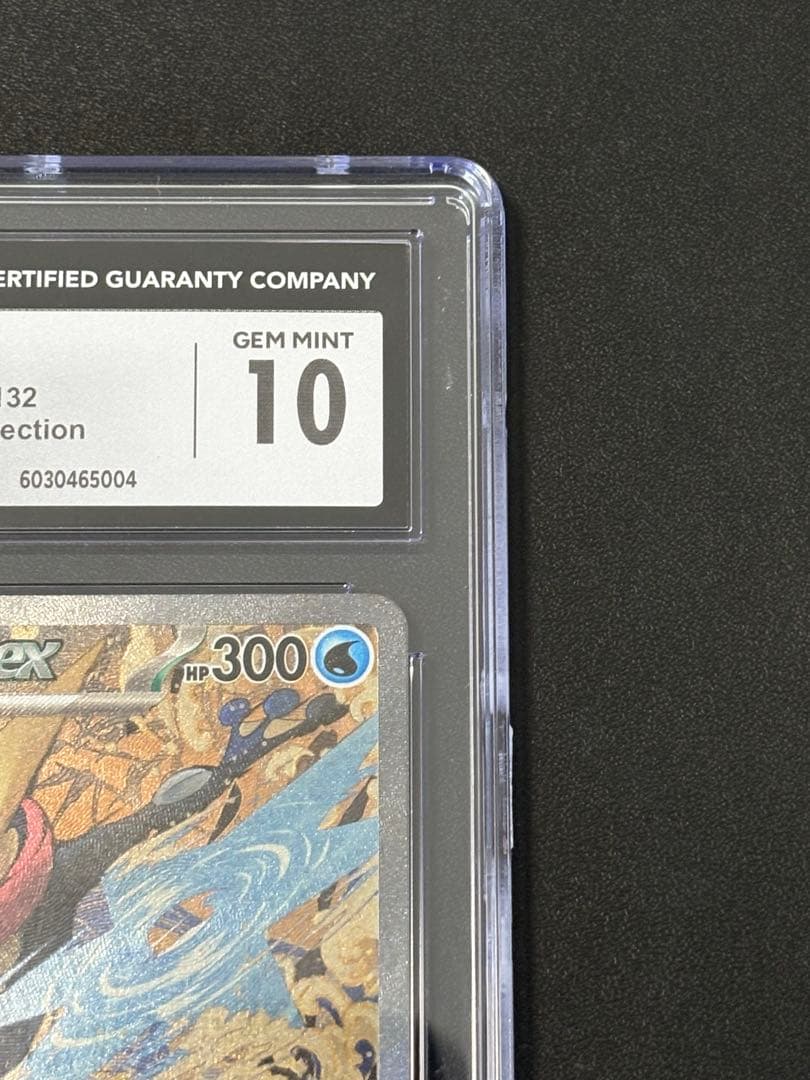 ERTIFIED GUARANTY COMPANY
GEM MINT
10
132
ection
6030465004
ex
HP300